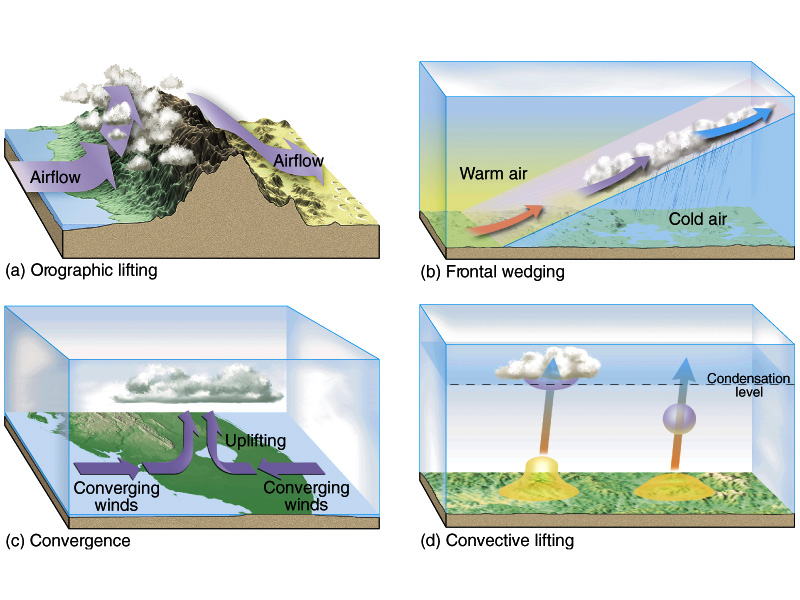 Airflow
Airflow
(a) Orographic lifting
Warm air
Cold air
(b) Frontal wedging
Uplifting
Converging
winds
Converging
winds
(c) Convergence
Condensation
level
(d) Convective lifting